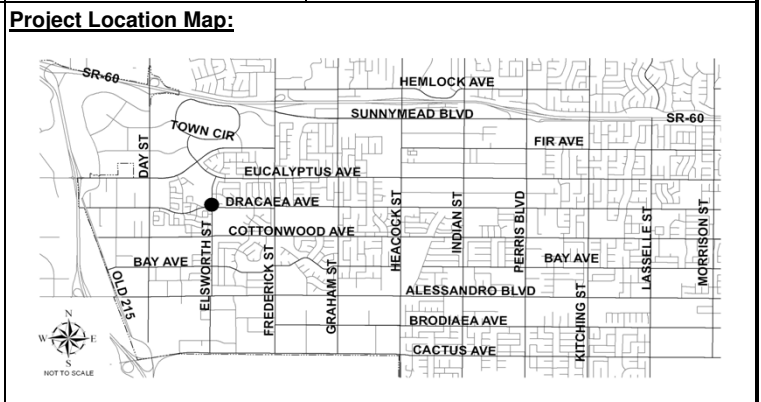 Project Location Map:
SR-60
HEMLOCK AVE
SUNNYMEAD BLVD
SR-60
TOWN CIR
FIR AVE
DAY ST
EUCALYPTUS AVE
DRACAEA AVE
COTTONWOOD AVE
ELSWORTH ST
FREDERICK ST
GRAHAM ST
HEACOCK ST
INDIAN ST
PERRIS BLVD
KITCHING ST
LASSELLE ST
MORRISON ST
BAY AVE
BAY AVE
OLD 215
ALESSANDRO BLVD
BRODIAEA AVE
CACTUS AVE
N
W E
S
NOT TO SCALE